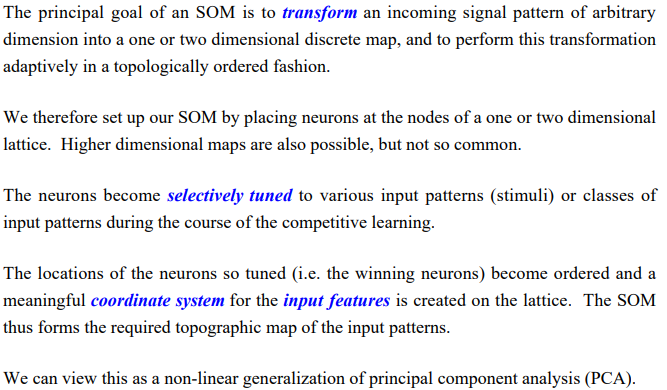 The principal goal of an SOM is to transform an incoming signal pattern of arbitrary
dimension into a one or two dimensional discrete map, and to perform this transformation
adaptively in a topologically ordered fashion.
We therefore set up our SOM by placing neurons at the nodes of a one or two dimensional
lattice.  Higher dimensional maps are also possible, but not so common.
The neurons become selectively tuned to various input patterns (stimuli) or classes of
input patterns during the course of the competitive learning.
The locations of the neurons so tuned (i.e. the winning neurons) become ordered and a
meaningful coordinate system for the input features is created on the lattice.  The SOM
thus forms the required topographic map of the input patterns.
We can view this as a non-linear generalization of principal component analysis (PCA).